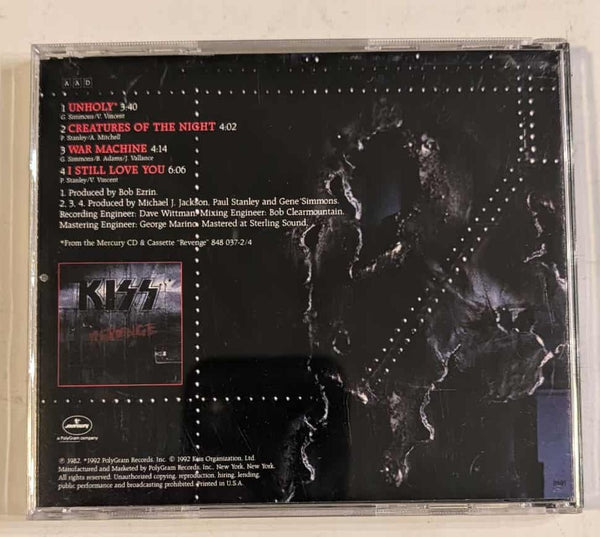 A A D
1 UNHOLY* 3:40
G. Simmons/V. Vincent
2 CREATURES OF THE NIGHT 4:02
P. Stanley/A. Mitchell
3 WAR MACHINE 4:14
G. Simmons/B. Adams/J. Vallance
4 I STILL LOVE YOU 6:06
P. Stanley/V. Vincent
1. Produced by Bob Ezrin.
2, 3, 4. Produced by Michael J. Jackson, Paul Stanley and Gene Simmons.
Recording Engineer: Dave Wittman. Mixing Engineer: Bob Clearmountain.
Mastering Engineer: George Marino. Mastered at Sterling Sound.
*From the Mercury CD & Cassette "Revenge" 848 037-2/4
KISS
REVENGE
mercury
a PolyGram company
℗ 1982, *1992 PolyGram Records, Inc. © 1992 Kiss Organization, Ltd.
Manufactured and Marketed by PolyGram Records, Inc., New York, New York.
All rights reserved. Unauthorized copying, reproduction, hiring, lending,
public performance and broadcasting prohibited. Printed in U.S.A.